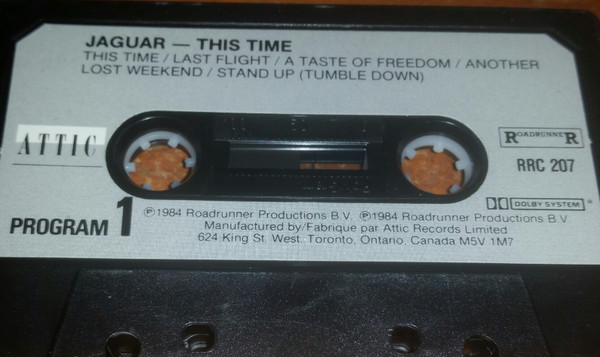 JAGUAR — THIS TIME
THIS TIME / LAST FLIGHT / A TASTE OF FREEDOM / ANOTHER
LOST WEEKEND / STAND UP (TUMBLE DOWN)
ATTIC
ROADRUNNER
RRC 207
DOLBY SYSTEM
PROGRAM 1
℗1984 Roadrunner Productions B.V. ℗1984 Roadrunner Productions B.V.
Manufactured by/Fabrique par Attic Records Limited
624 King St. West, Toronto, Ontario, Canada M5V 1M7